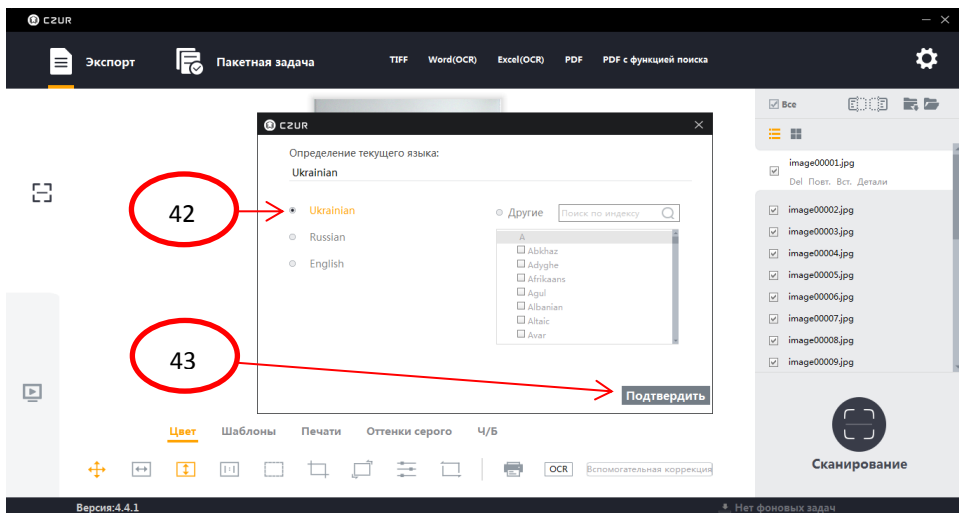 CZUR
Экспорт
Пакетная задача
TIFF Word(OCR) Excel(OCR) PDF PDF с функцией поиска
Все
CZUR
Определение текущего языка:
Ukrainian
42
Ukrainian
Russian
English
Другие
Поиск по индексу
A
Abkhaz
Adyghe
Afrikaans
Agul
Albanian
Altaic
Avar
43
Подтвердить
image00001.jpg
Del Повт. Вст. Детали
image00002.jpg
image00003.jpg
image00004.jpg
image00005.jpg
image00006.jpg
image00007.jpg
image00008.jpg
image00009.jpg
Цвет Шаблоны Печати Оттенки серого Ч/Б
1:1
OCR
Вспомогательная коррекция
Сканирование
Версия:4.4.1
Нет фоновых задач